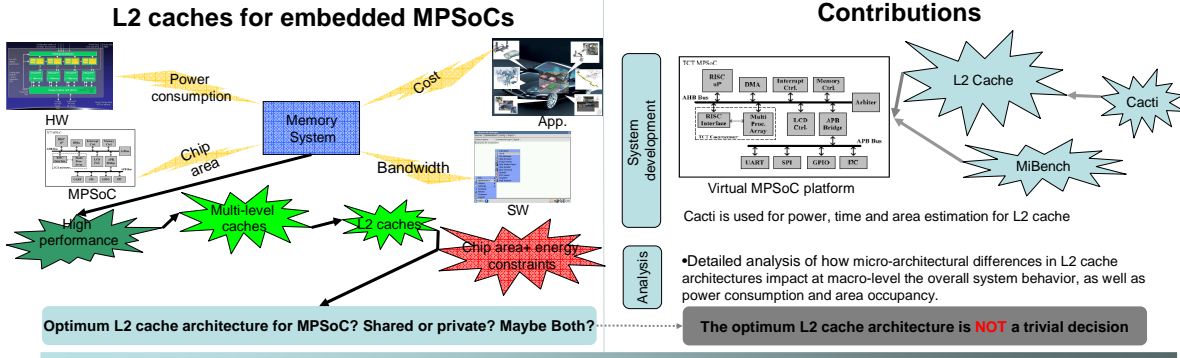 L2 caches for embedded MPSoCs
Power
consumption
Cost
HW
App.
Memory
System
Chip
area
Bandwidth
MPSoC
SW
High
performance
Multi-level
caches
L2 caches
Chip area+ energy
constraints
Optimum L2 cache architecture for MPSoC? Shared or private? Maybe Both?
Contributions
System
development
TCT MPSoC
RISC
uP
DMA
Interrupt
Ctrl.
Memory
Ctrl.
AHB Bus
Arbiter
RISC
Interface
Multi
Proc.
Array
LCD
Ctrl.
APB
Bridge
TCT Coprocessor
APB Bus
UART
SPI
GPIO
I2C
Virtual MPSoC platform
L2 Cache
Cacti
MiBench
Cacti is used for power, time and area estimation for L2 cache
Analysis
•Detailed analysis of how micro-architectural differences in L2 cache
architectures impact at macro-level the overall system behavior, as well as
power consumption and area occupancy.
The optimum L2 cache architecture is NOT a trivial decision